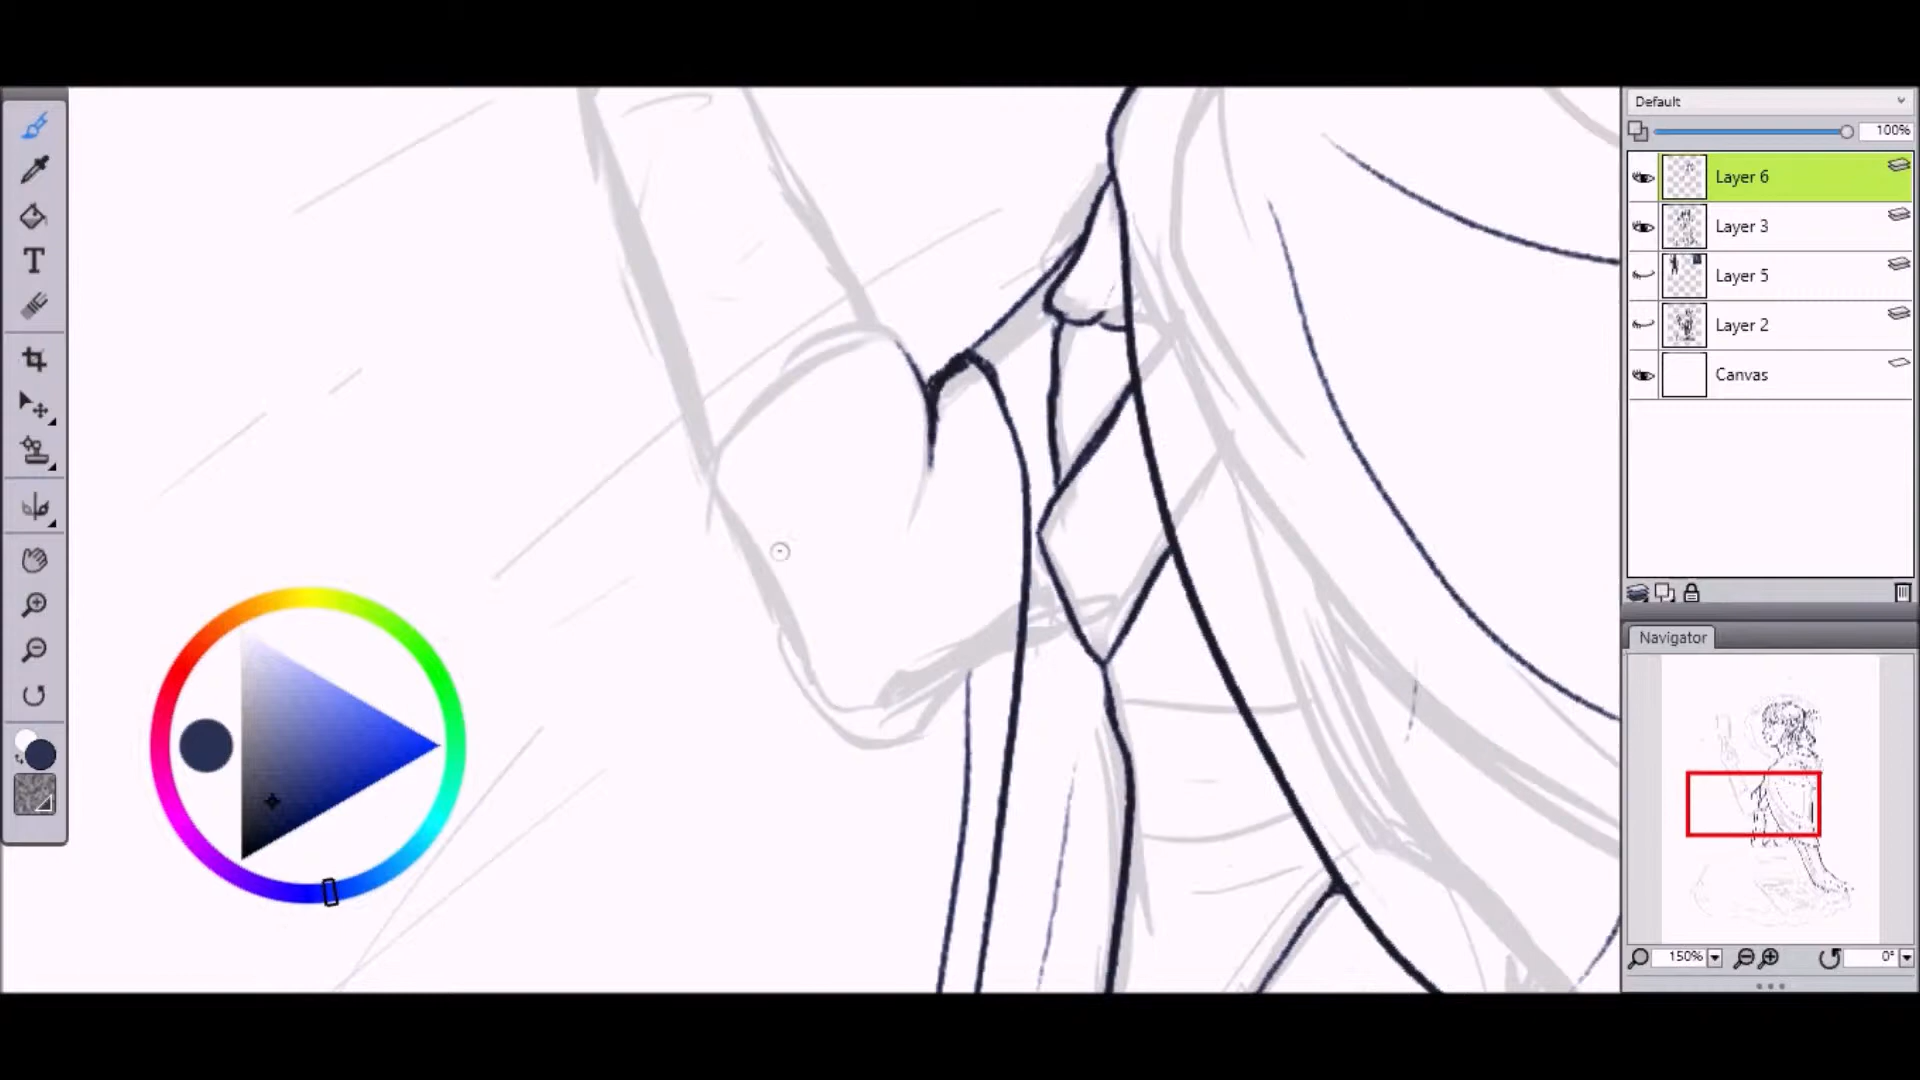 Default
100%
Layer 6
Layer 3
Layer 5
Layer 2
Canvas
T
Navigator
150%
0°